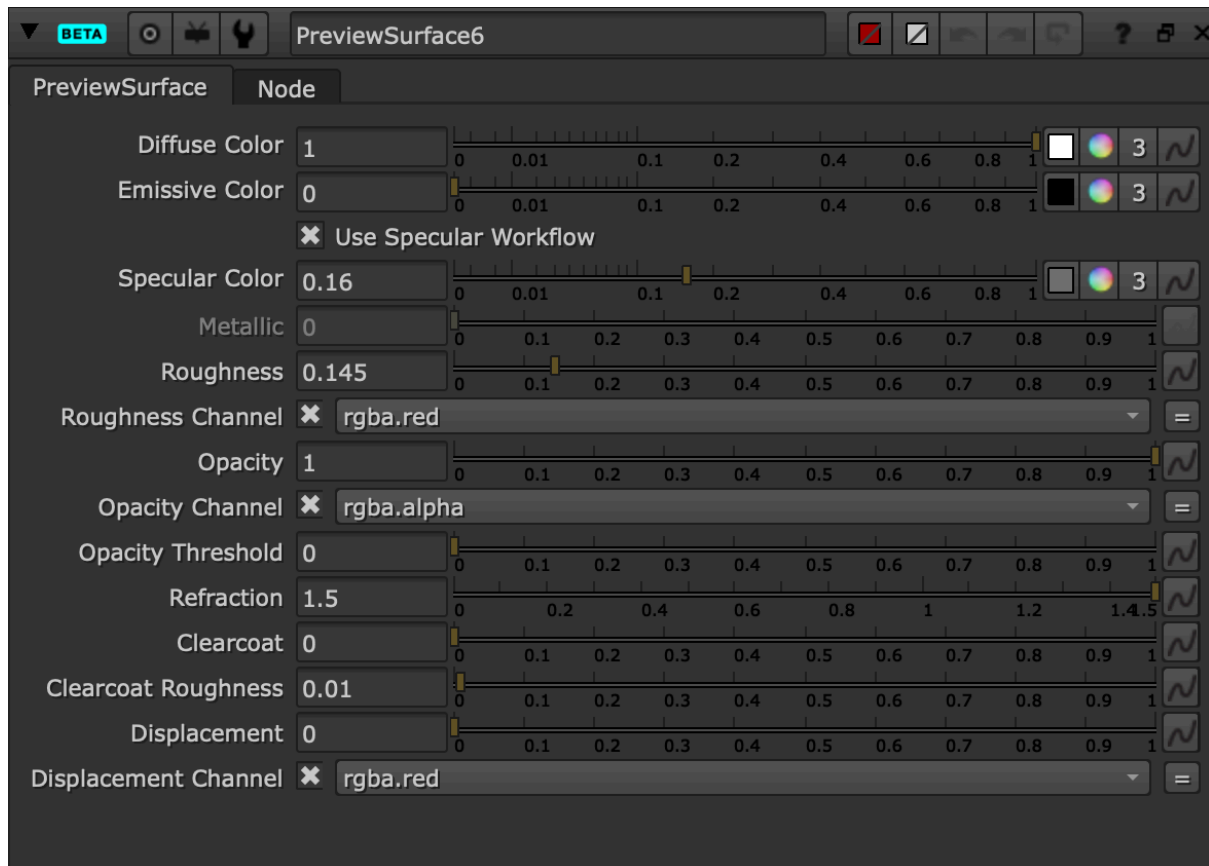 BETA PreviewSurface6 ?
PreviewSurface Node
Diffuse Color 1 0 0.01 0.1 0.2 0.4 0.6 0.8 1 3
Emissive Color 0 0 0.01 0.1 0.2 0.4 0.6 0.8 1 3
Use Specular Workflow
Specular Color 0.16 0 0.01 0.1 0.2 0.4 0.6 0.8 1 3
Metallic 0 0 0.1 0.2 0.3 0.4 0.5 0.6 0.7 0.8 0.9 1
Roughness 0.145 0 0.1 0.2 0.3 0.4 0.5 0.6 0.7 0.8 0.9 1
Roughness Channel rgba.red =
Opacity 1 0 0.1 0.2 0.3 0.4 0.5 0.6 0.7 0.8 0.9 1
Opacity Channel rgba.alpha =
Opacity Threshold 0 0 0.1 0.2 0.3 0.4 0.5 0.6 0.7 0.8 0.9 1
Refraction 1.5 0 0.2 0.4 0.6 0.8 1 1.2 1.4 1.5
Clearcoat 0 0 0.1 0.2 0.3 0.4 0.5 0.6 0.7 0.8 0.9 1
Clearcoat Roughness 0.01 0 0.1 0.2 0.3 0.4 0.5 0.6 0.7 0.8 0.9 1
Displacement 0 0 0.1 0.2 0.3 0.4 0.5 0.6 0.7 0.8 0.9 1
Displacement Channel rgba.red =